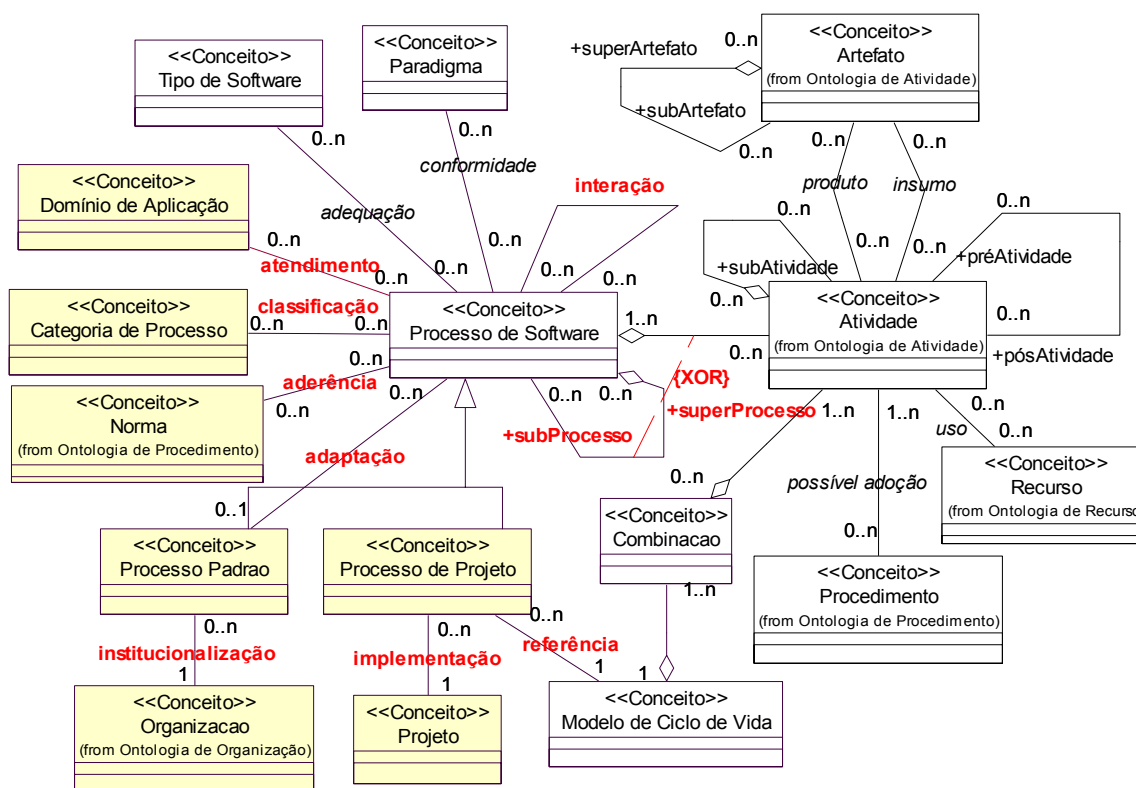 <<Conceito>>
Tipo de Software
<<Conceito>>
Paradigma
<<Conceito>>
Artefato
(from Ontologia de Atividade)
+superArtefato
0..n
+subArtefato
0..n
0..n
0..n
conformidade
adequação
interação
0..n
0..n
produto
insumo
0..n
0..n
0..n
0..n
<<Conceito>>
Domínio de Aplicação
0..n
atendimento
0..n
0..n
0..n
0..n
0..n
+subAtividade
0..n
0..n
+préAtividade
0..n
+pósAtividade
<<Conceito>>
Categoria de Processo
classificação
0..n
0..n
<<Conceito>>
Processo de Software
1..n
0..n
<<Conceito>>
Atividade
(from Ontologia de Atividade)
<<Conceito>>
Norma
(from Ontologia de Procedimento)
aderência
0..n
0..n
0..n
0..n
0..n
{XOR}
+superProcesso
+subProcesso
adaptação
0..1
1..n
1..n
0..n
uso
0..n
0..n
possível adoção
0..n
<<Conceito>>
Recurso
(from Ontologia de Recurso
<<Conceito>>
Combinacao
1..n
<<Conceito>>
Processo Padrao
<<Conceito>>
Processo de Projeto
<<Conceito>>
Procedimento
(from Ontologia de Procedimento)
0..n
institucionalização
1
0..n
implementação
1
0..n
referência
1
1
<<Conceito>>
Organizacao
(from Ontologia de Organização)
<<Conceito>>
Projeto
<<Conceito>>
Modelo de Ciclo de Vida